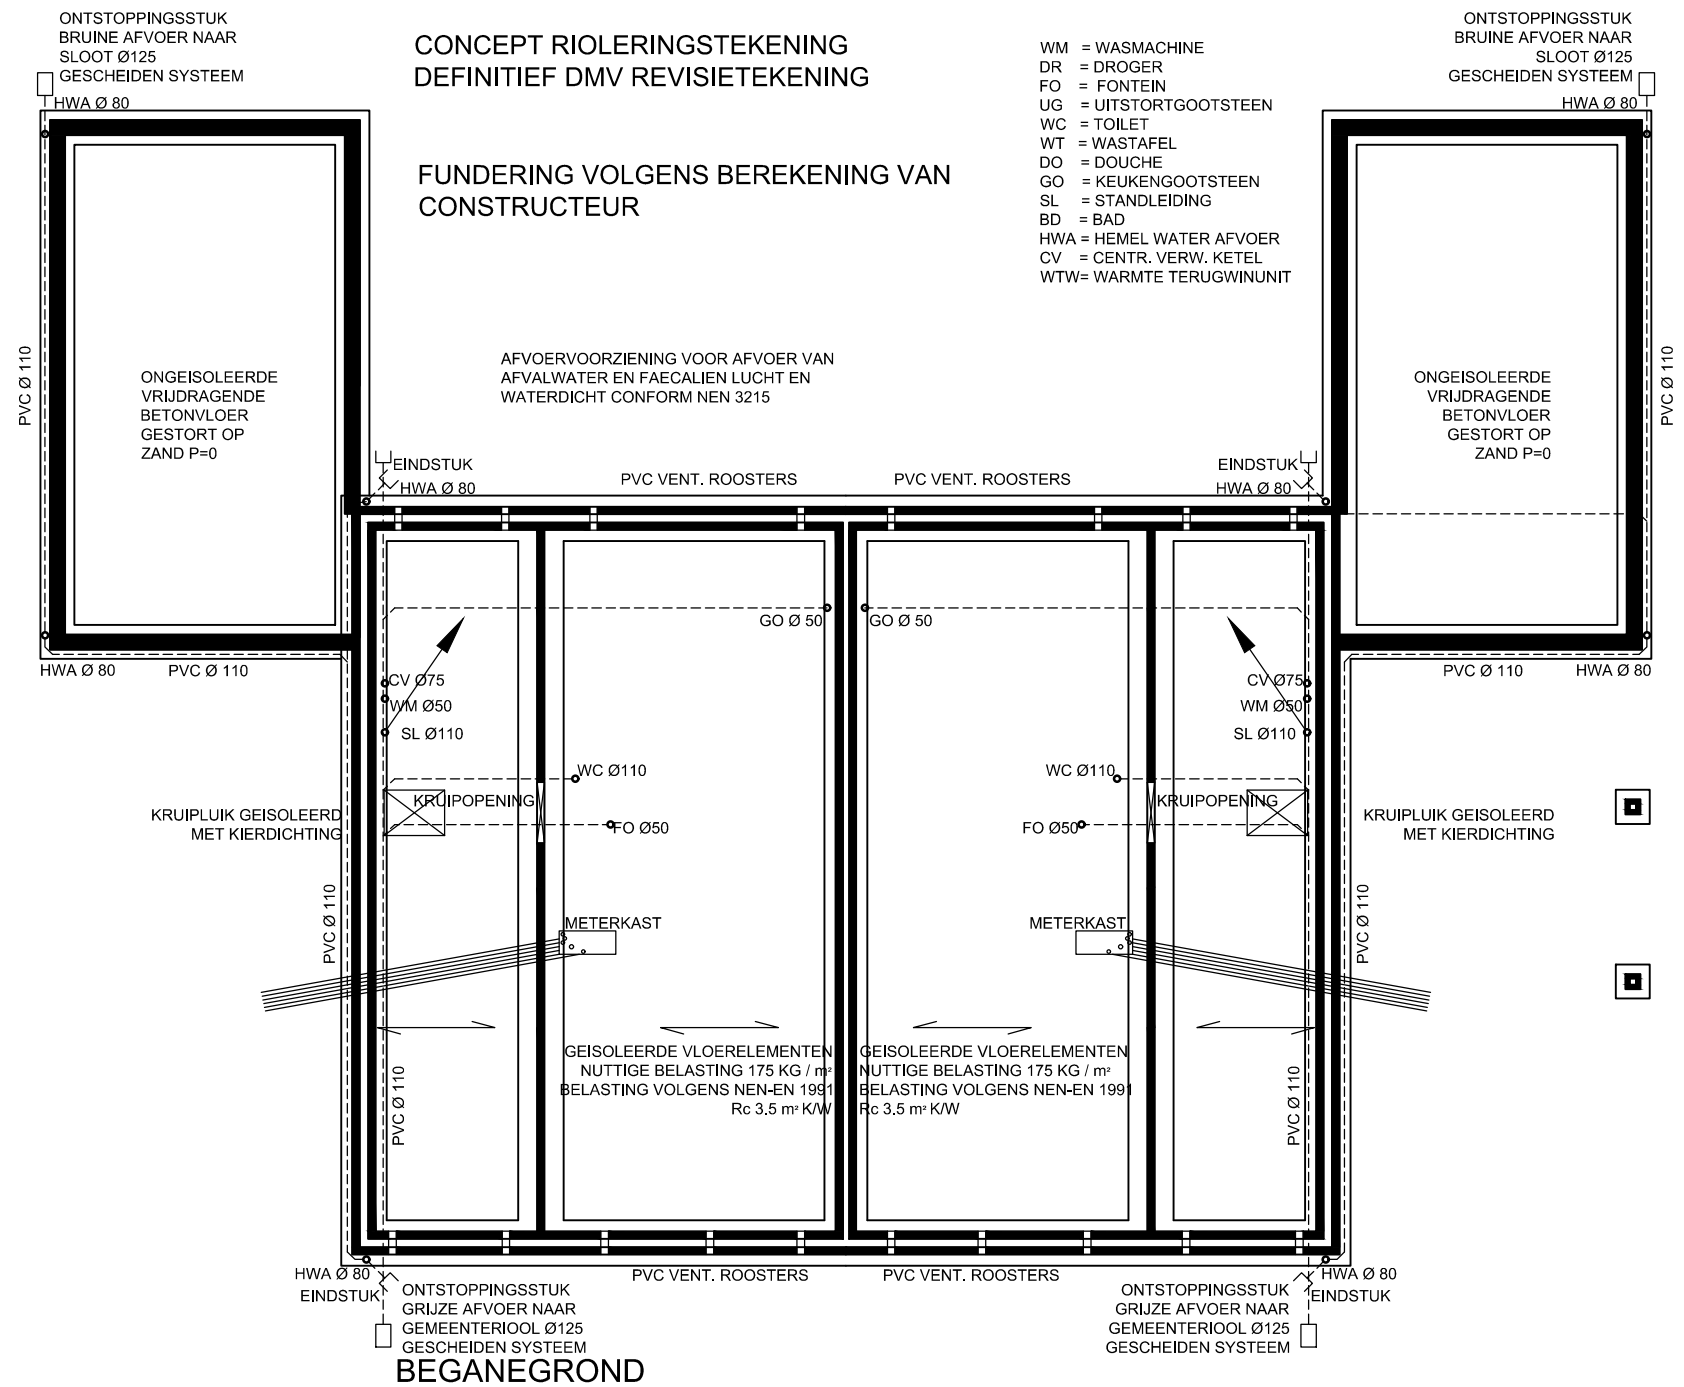 ONTSTOPPINGSSTUK
BRUINE AFVOER NAAR
SLOOT Ø125
GESCHEIDEN SYSTEEM
HWA Ø 80
CONCEPT RIOLERINGSTEKENING
DEFINITIEF DMV REVISIETEKENING
FUNDERING VOLGENS BEREKENING VAN
CONSTRUCTEUR
WM = WASMACHINE
DR = DROGER
FO = FONTEIN
UG = UITSTORTGOOTSTEEN
WC = TOILET
WT = WASTAFEL
DO = DOUCHE
GO = KEUKENGOOTSTEEN
SL = STANDLEIDING
BD = BAD
HWA = HEMEL WATER AFVOER
CV = CENTR. VERW. KETEL
WTW= WARMTE TERUGWINUNIT
ONTSTOPPINGSSTUK
BRUINE AFVOER NAAR
SLOOT Ø125
GESCHEIDEN SYSTEEM
HWA Ø 80
PVC Ø 110
ONGEISOLEERDE
VRIJDRAGENDE
BETONVLOER
GESTORT OP
ZAND P=0
AFVOERVOORZIENING VOOR AFVOER VAN
AFVALWATER EN FAECALIEN LUCHT EN
WATERDICHT CONFORM NEN 3215
ONGEISOLEERDE
VRIJDRAGENDE
BETONVLOER
GESTORT OP
ZAND P=0
PVC Ø 110
EINDSTUK
HWA Ø 80
PVC VENT. ROOSTERS
PVC VENT. ROOSTERS
EINDSTUK
HWA Ø 80
GO Ø 50
GO Ø 50
HWA Ø 80
PVC Ø 110
CV Ø75
WM Ø50
SL Ø110
CV Ø75
WM Ø50
SL Ø110
PVC Ø 110
HWA Ø 80
WC Ø110
WC Ø110
KRUIPLUIK GEISOLEERD
MET KIERDICHTING
KRUIPOPENING
FO Ø50
FO Ø50
KRUIPOPENING
KRUIPLUIK GEISOLEERD
MET KIERDICHTING
PVC Ø 110
METERKAST
METERKAST
PVC Ø 110
PVC Ø 110
GEISOLEERDE VLOERELEMENTEN
NUTTIGE BELASTING 175 KG / m²
BELASTING VOLGENS NEN-EN 1991
Rc 3.5 m² K/W
GEISOLEERDE VLOERELEMENTEN
NUTTIGE BELASTING 175 KG / m²
BELASTING VOLGENS NEN-EN 1991
Rc 3.5 m² K/W
PVC Ø 110
HWA Ø 80
EINDSTUK
PVC VENT. ROOSTERS
PVC VENT. ROOSTERS
HWA Ø 80
EINDSTUK
ONTSTOPPINGSSTUK
GRIJZE AFVOER NAAR
GEMEENTERIOOL Ø125
GESCHEIDEN SYSTEEM
ONTSTOPPINGSSTUK
GRIJZE AFVOER NAAR
GEMEENTERIOOL Ø125
GESCHEIDEN SYSTEEM
BEGANEGROND